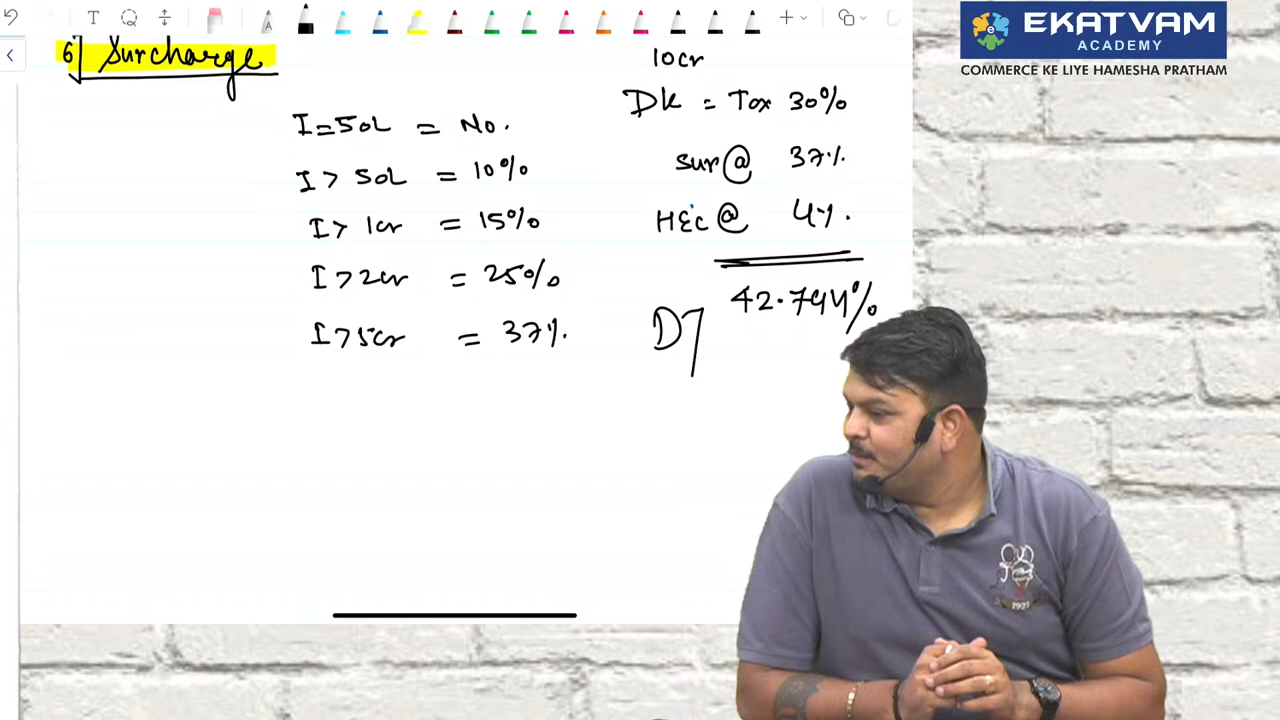 EKATVAM
ACADEMY
COMMERCE KE LIYE HAMESHA PRATHAM
6] Surcharge
I=50L = No.
I > 50L = 10%
I > 1cr = 15%
I > 2cr = 25%
I > 5cr = 37%.
10cr
DK = Tax 30%
Sur@ 37%
HEC @ 4%.
42.744%
D7
1921